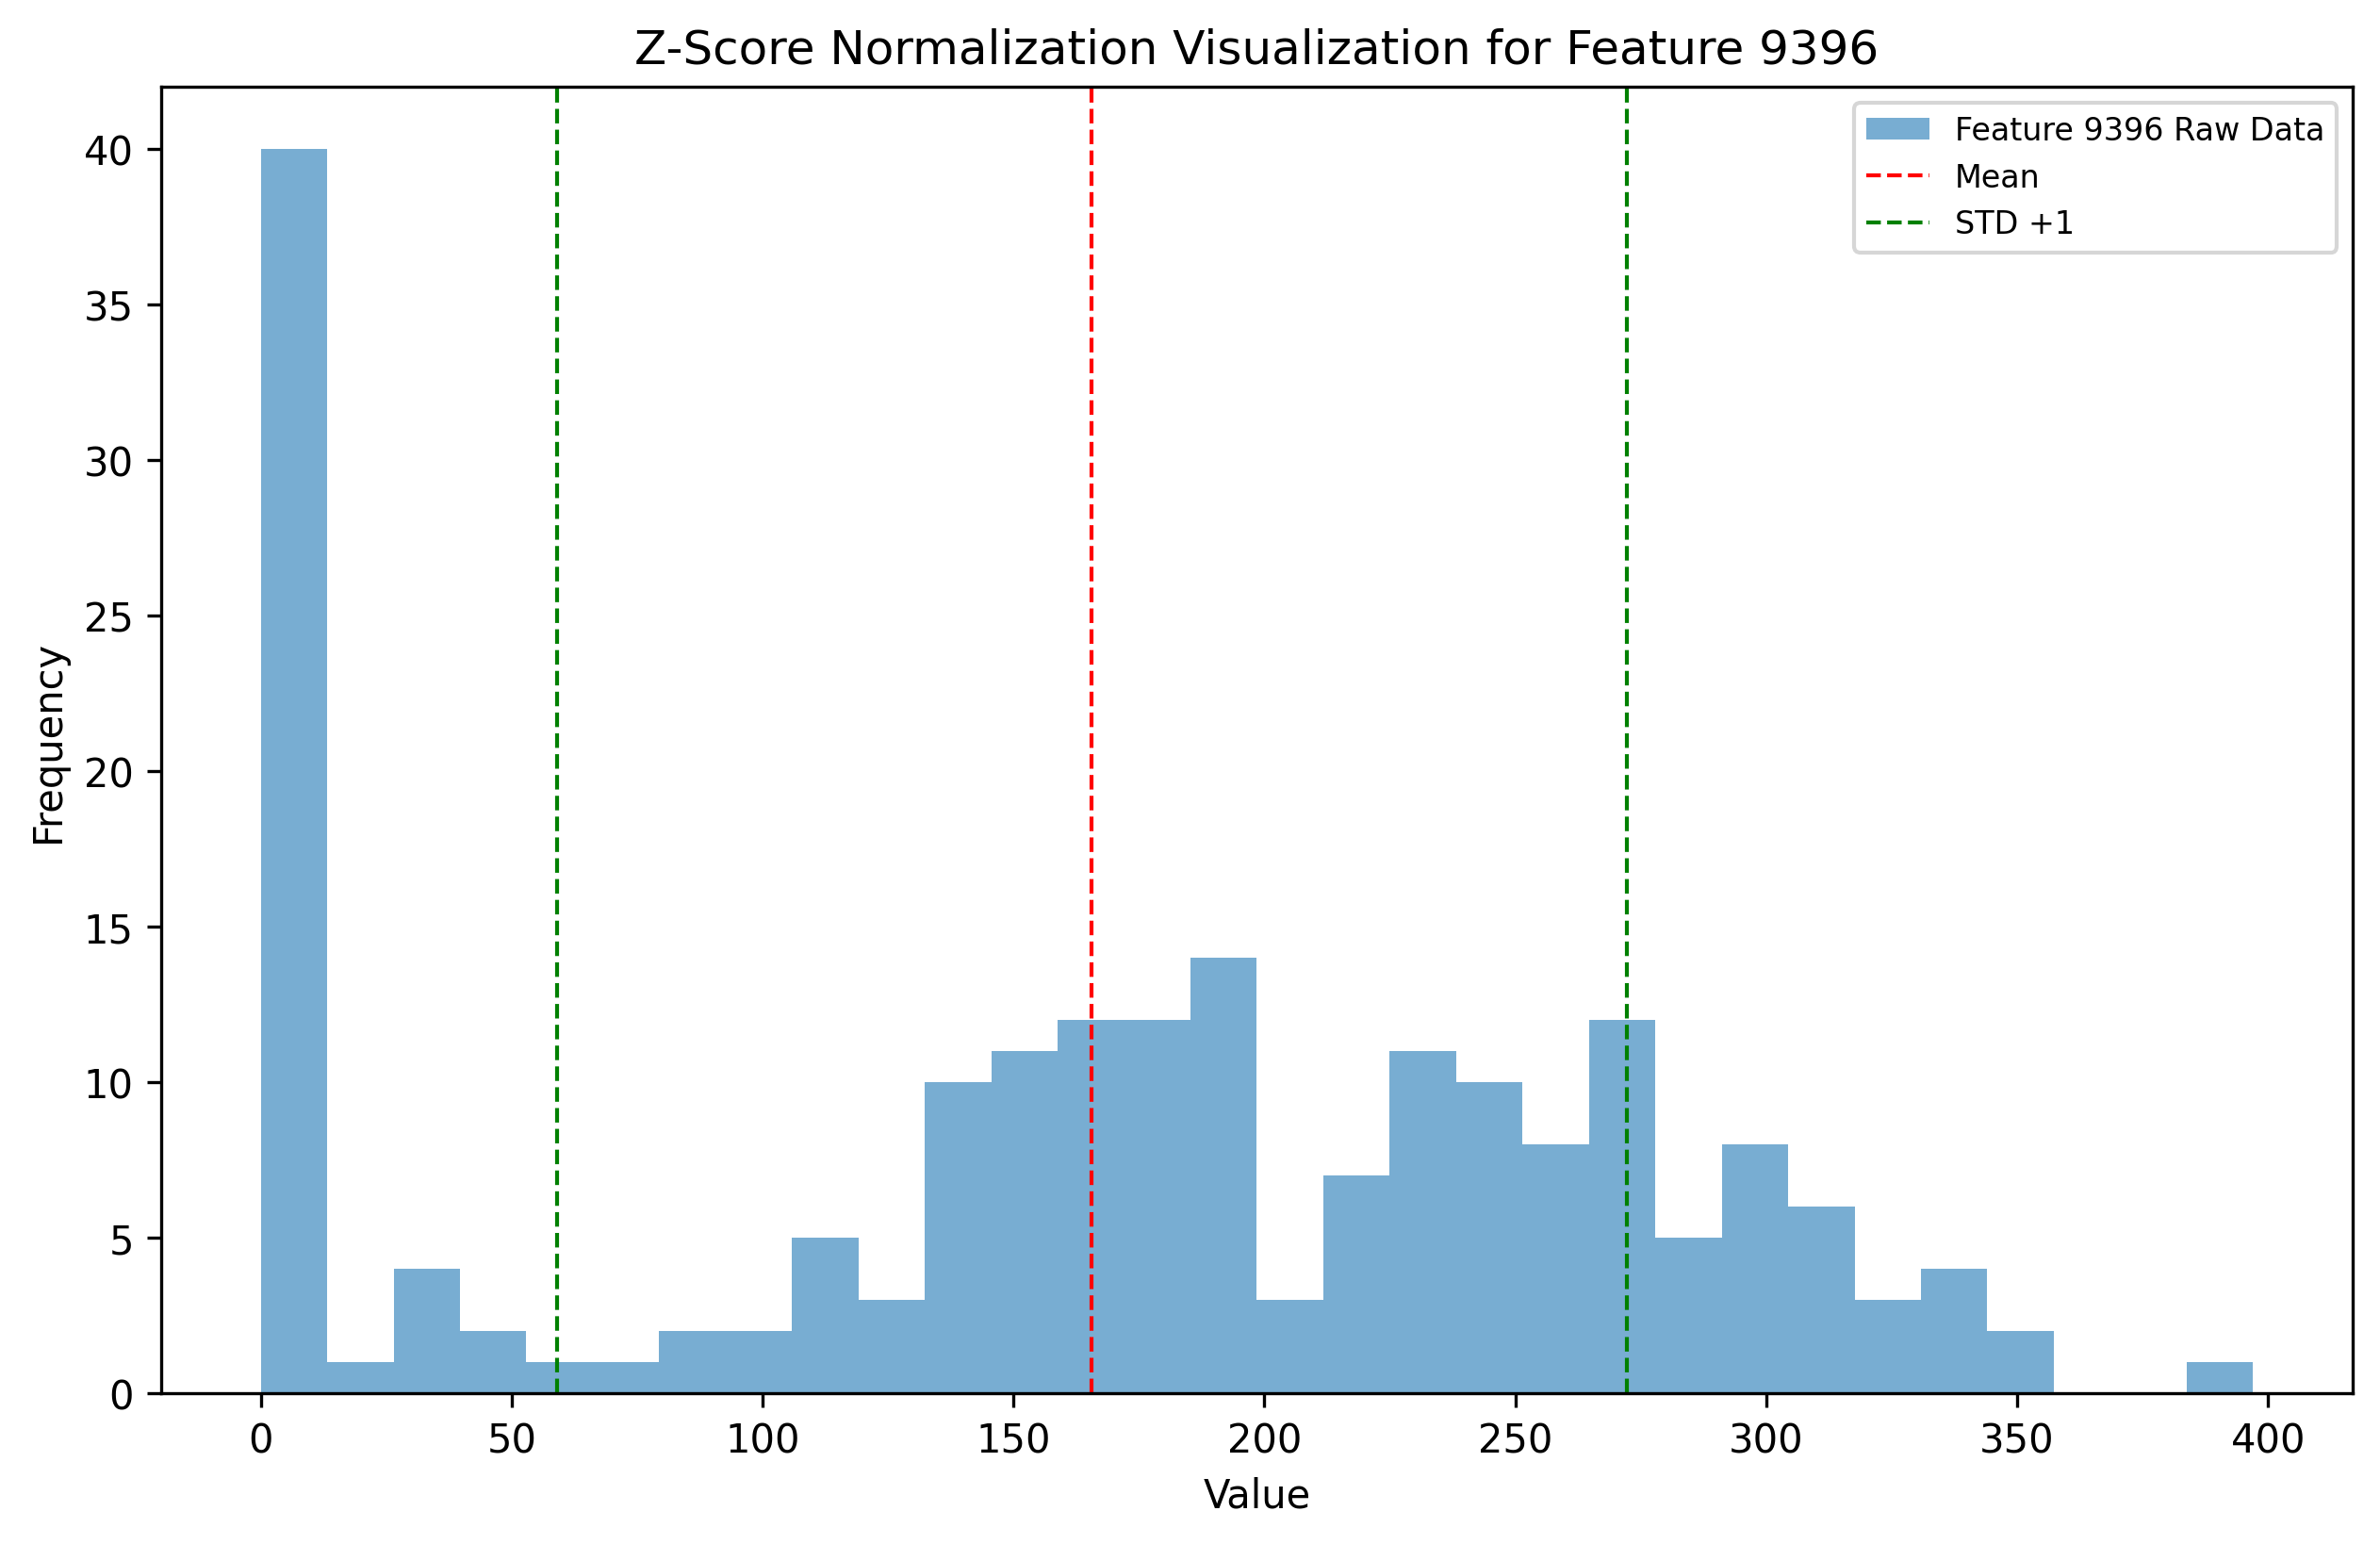 Z-Score Normalization Visualization for Feature 9396
Feature 9396 Raw Data
Mean
STD +1
40
35
30
25
20
15
10
5
0
Frequency
0 50 100 150 200 250 300 350 400
Value